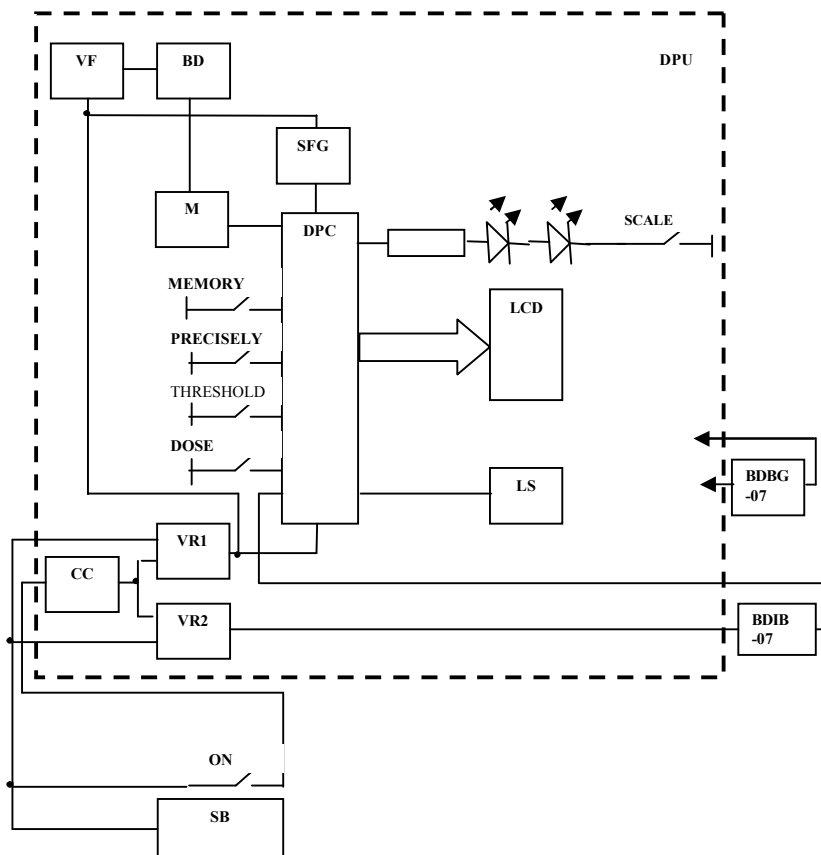 VF
BD
DPU
SFG
M
DPC
SCALE
MEMORY
LCD
PRECISELY
THRESHOLD
DOSE
LS
BDBG
-07
VR1
CC
VR2
BDIB
-07
ON
SB